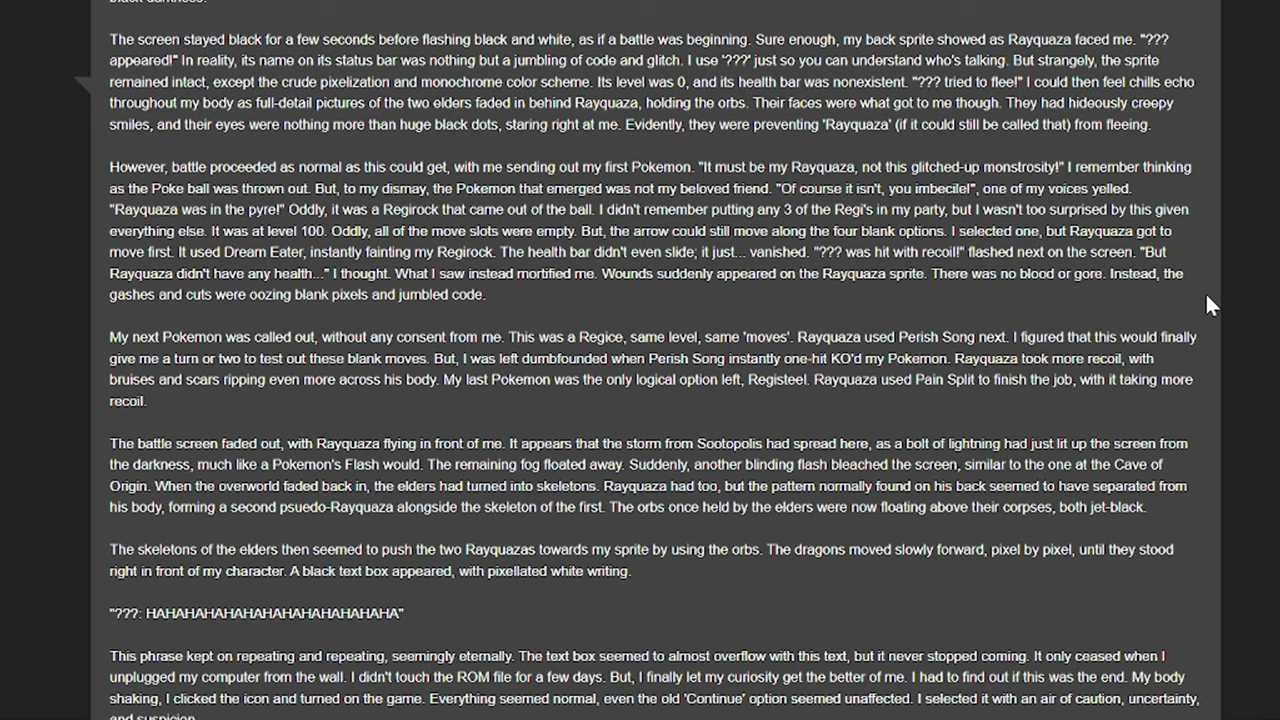 black darkness.
The screen stayed black for a few seconds before flashing black and white, as if a battle was beginning. Sure enough, my back sprite showed as Rayquaza faced me. "???
appeared!" In reality, its name on its status bar was nothing but a jumbling of code and glitch. I use '???' just so you can understand who's talking. But strangely, the sprite
remained intact, except the crude pixelization and monochrome color scheme. Its level was 0, and its health bar was nonexistent. "??? tried to flee!" I could then feel chills echo
throughout my body as full-detail pictures of the two elders faded in behind Rayquaza, holding the orbs. Their faces were what got to me though. They had hideously creepy
smiles, and their eyes were nothing more than huge black dots, staring right at me. Evidently, they were preventing 'Rayquaza' (if it could still be called that) from fleeing.
However, battle proceeded as normal as this could get, with me sending out my first Pokemon. "It must be my Rayquaza, not this glitched-up monstrosity!" I remember thinking
as the Poke ball was thrown out. But, to my dismay, the Pokemon that emerged was not my beloved friend. "Of course it isn't, you imbecile!", one of my voices yelled.
"Rayquaza was in the pyre!" Oddly, it was a Regirock that came out of the ball. I didn't remember putting any 3 of the Regi's in my party, but I wasn't too surprised by this given
everything else. It was at level 100. Oddly, all of the move slots were empty. But, the arrow could still move along the four blank options. I selected one, but Rayquaza got to
move first. It used Dream Eater, instantly fainting my Regirock. The health bar didn't even slide; it just... vanished. "??? was hit with recoil!" flashed next on the screen. "But
Rayquaza didn't have any health..." I thought. What I saw instead mortified me. Wounds suddenly appeared on the Rayquaza sprite. There was no blood or gore. Instead, the
gashes and cuts were oozing blank pixels and jumbled code.
My next Pokemon was called out, without any consent from me. This was a Regice, same level, same 'moves'. Rayquaza used Perish Song next. I figured that this would finally
give me a turn or two to test out these blank moves. But, I was left dumbfounded when Perish Song instantly one-hit KO'd my Pokemon. Rayquaza took more recoil, with
bruises and scars ripping even more across his body. My last Pokemon was the only logical option left, Registeel. Rayquaza used Pain Split to finish the job, with it taking more
recoil.
The battle screen faded out, with Rayquaza flying in front of me. It appears that the storm from Sootopolis had spread here, as a bolt of lightning had just lit up the screen from
the darkness, much like a Pokemon's Flash would. The remaining fog floated away. Suddenly, another blinding flash bleached the screen, similar to the one at the Cave of
Origin. When the overworld faded back in, the elders had turned into skeletons. Rayquaza had too, but the pattern normally found on his back seemed to have separated from
his body, forming a second psuedo-Rayquaza alongside the skeleton of the first. The orbs once held by the elders were now floating above their corpses, both jet-black.
The skeletons of the elders then seemed to push the two Rayquazas towards my sprite by using the orbs. The dragons moved slowly forward, pixel by pixel, until they stood
right in front of my character. A black text box appeared, with pixellated white writing.
"???: HAHAHAHAHAHAHAHAHAHAHAHAHA"
This phrase kept on repeating and repeating, seemingly eternally. The text box seemed to almost overflow with this text, but it never stopped coming. It only ceased when I
unplugged my computer from the wall. I didn't touch the ROM file for a few days. But, I finally let my curiosity get the better of me. I had to find out if this was the end. My body
shaking, I clicked the icon and turned on the game. Everything seemed normal, even the old 'Continue' option seemed unaffected. I selected it with an air of caution, uncertainty,
and suspicion.